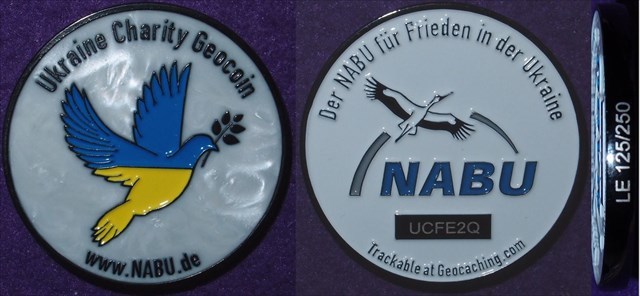 Ukraine Charity Geocoin
www.NABU.de
Der NABU für Frieden in der Ukraine
NABU
UCFE2Q
Trackable at Geocaching.com
LE 125/250